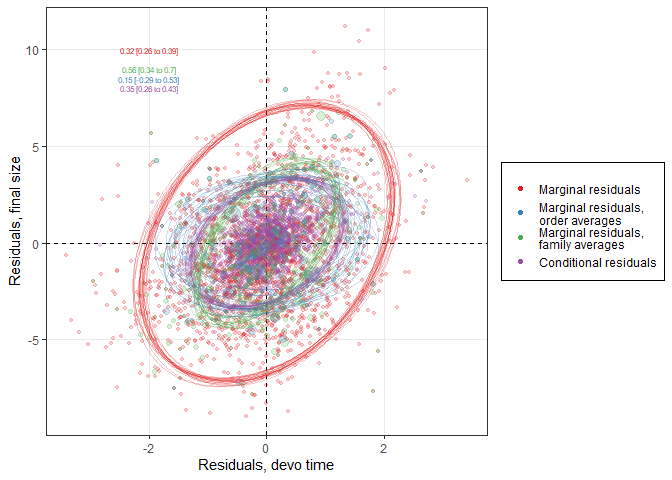 10
5
0
-5
-2
0
2
Residuals, final size
Residuals, devo time
0.32 [0.26 to 0.39]
0.56 [0.34 to 0.7]
0.15 [-0.29 to 0.53]
0.35 [0.26 to 0.43]
Marginal residuals
Marginal residuals,
order averages
Marginal residuals,
family averages
Conditional residuals